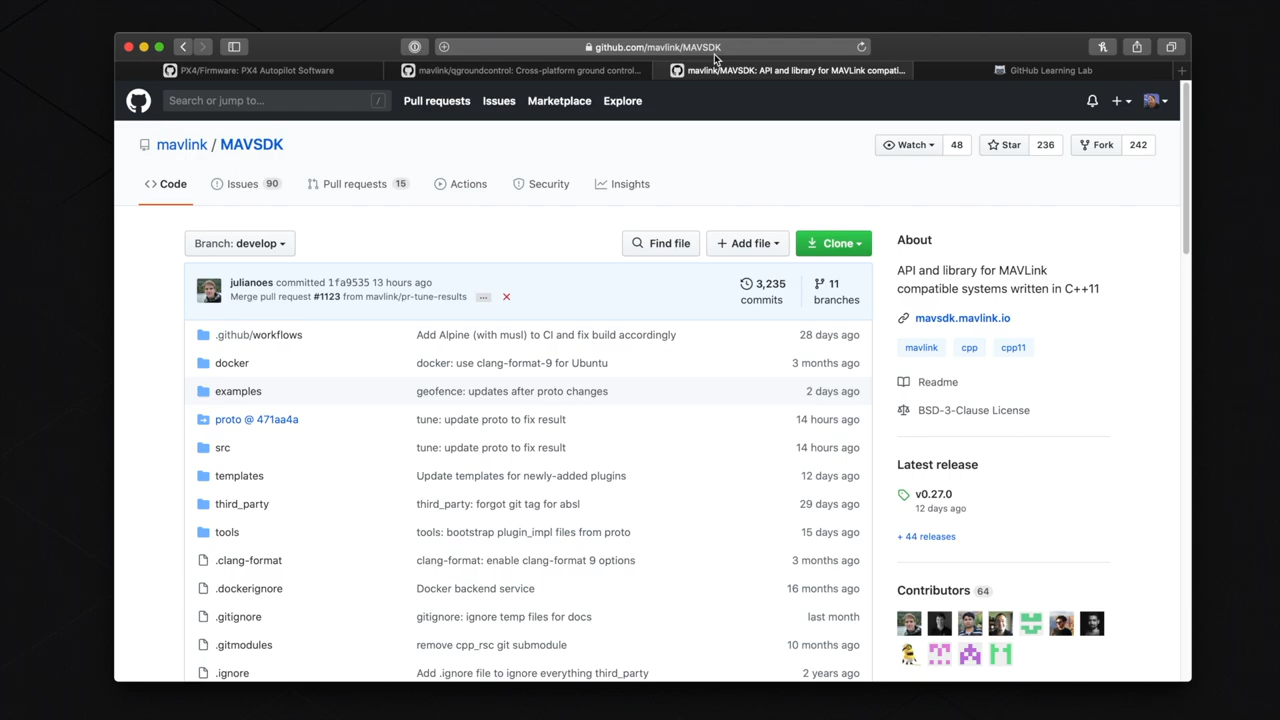 github.com/mavlink/MAVSDK
PX4/Firmware: PX4 Autopilot Software
mavlink/qgroundcontrol: Cross-platform ground control...
mavlink/MAVSDK: API and library for MAVLink compati...
GitHub Learning Lab
Search or jump to... /
Pull requests Issues Marketplace Explore
mavlink / MAVSDK
Watch 48
Star 236
Fork 242
Code
Issues 90
Pull requests 15
Actions
Security
Insights
Branch: develop
Find file
Add file
Clone
julianoes committed 1fa9535 13 hours ago
Merge pull request #1123 from mavlink/pr-tune-results ...
3,235 commits
11 branches
.github/workflows Add Alpine (with musl) to CI and fix build accordingly 28 days ago
docker docker: use clang-format-9 for Ubuntu 3 months ago
examples geofence: updates after proto changes 2 days ago
proto @ 471aa4a tune: update proto to fix result 14 hours ago
src tune: update proto to fix result 14 hours ago
templates Update templates for newly-added plugins 12 days ago
third_party third_party: forgot git tag for absl 29 days ago
tools tools: bootstrap plugin_impl files from proto 15 days ago
.clang-format clang-format: enable clang-format 9 options 3 months ago
.dockerignore Docker backend service 16 months ago
.gitignore gitignore: ignore temp files for docs last month
.gitmodules remove cpp_rsc git submodule 10 months ago
.ignore Add .ignore file to ignore everything third_party 2 years ago
About
API and library for MAVLink
compatible systems written in C++11
mavsdk.mavlink.io
mavlink cpp cpp11
Readme
BSD-3-Clause License
Latest release
v0.27.0
12 days ago
+ 44 releases
Contributors 64